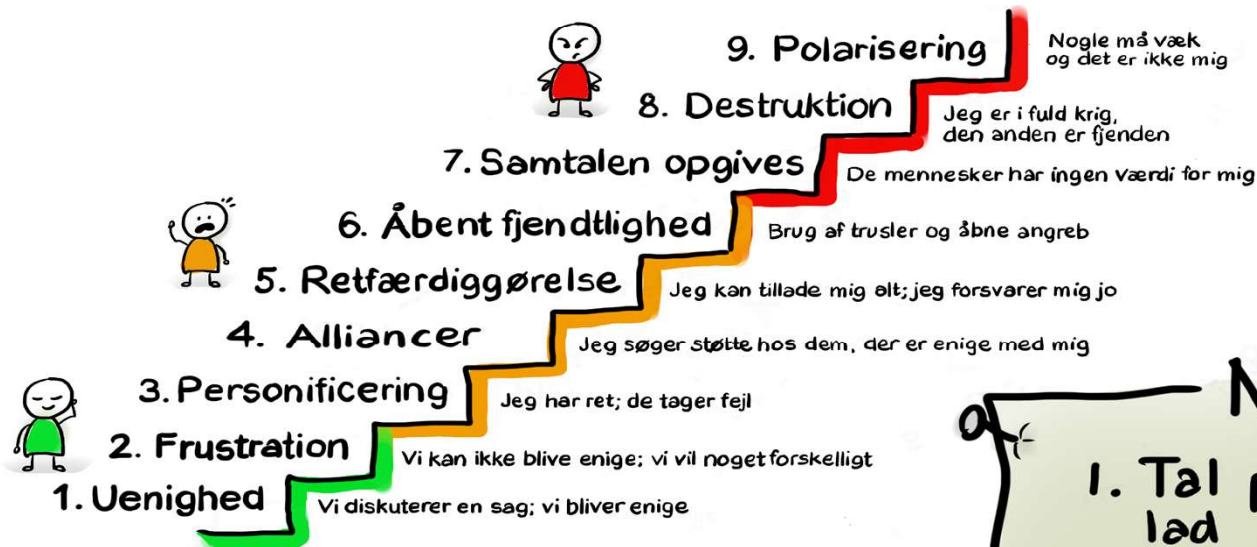 9. Polarisering
Nogle må væk
og det er ikke mig
8. Destruktion
Jeg er i fuld krig,
den anden er fjenden
7. Samtalen opgives
De mennesker har ingen værdi for mig
6. Åbent fjendtlighed
Brug af trusler og åbne angreb
5. Retfærdiggørelse
Jeg kan tillade mig alt; jeg forsvarer mig jo
4. Alliancer
Jeg søger støtte hos dem, der er enige med mig
3. Personificering
Jeg har ret; de tager fejl
2. Frustration
Vi kan ikke blive enige; vi vil noget forskelligt
1. Uenighed
Vi diskuterer en sag; vi bliver enige
1. Tal
lad